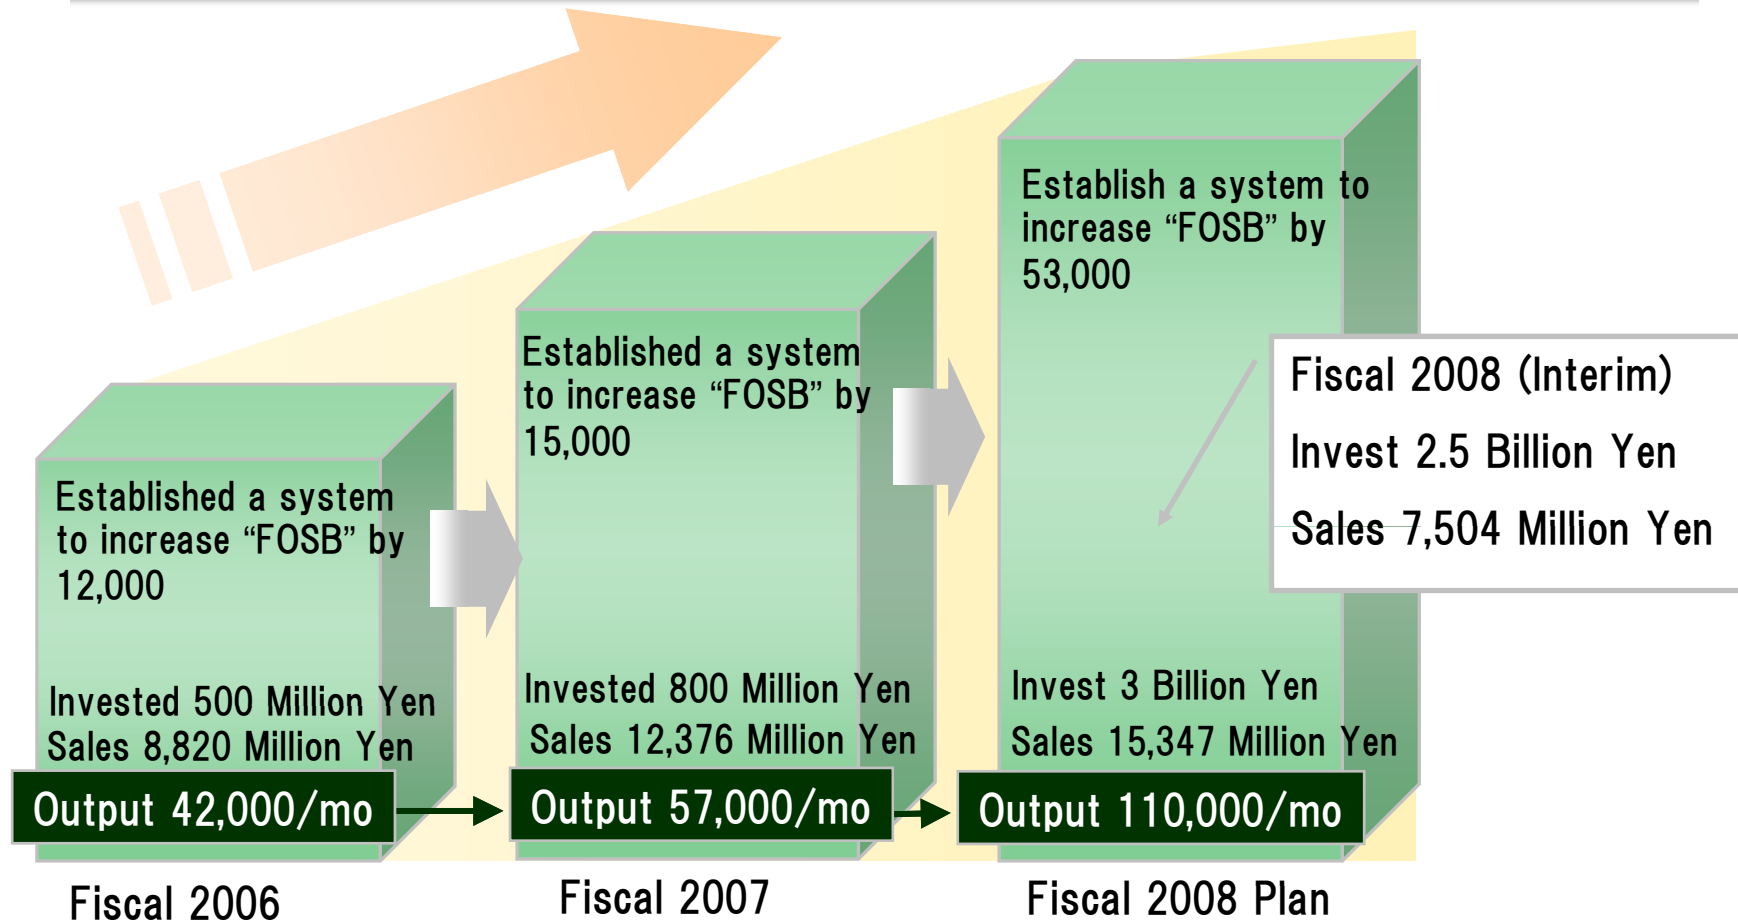 Established a system
to increase “FOSB” by
12,000
Invested 500 Million Yen
Sales 8,820 Million Yen
Output 42,000/mo
Fiscal 2006
Established a system
to increase “FOSB” by
15,000
Invested 800 Million Yen
Sales 12,376 Million Yen
Output 57,000/mo
Fiscal 2007
Establish a system to
increase “FOSB” by
53,000
Invest 3 Billion Yen
Sales 15,347 Million Yen
Output 110,000/mo
Fiscal 2008 Plan
Fiscal 2008 (Interim)
Invest 2.5 Billion Yen
Sales 7,504 Million Yen